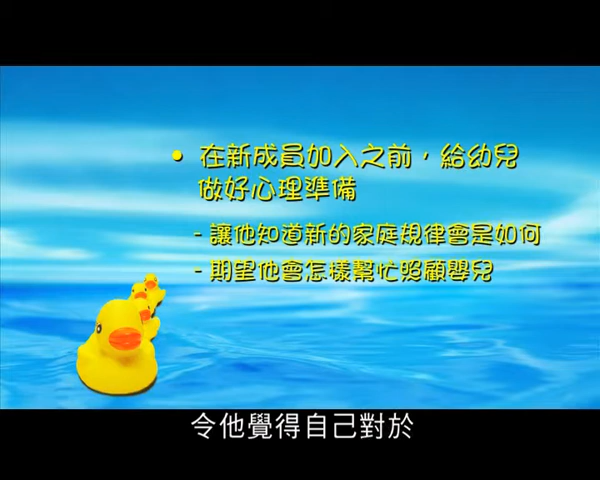 • 在新成員加入之前，給幼兒
做好心理準備
- 讓他知道新的家庭規律會是如何
- 期望他會怎樣幫忙照顧嬰兒
令他覺得自己對於